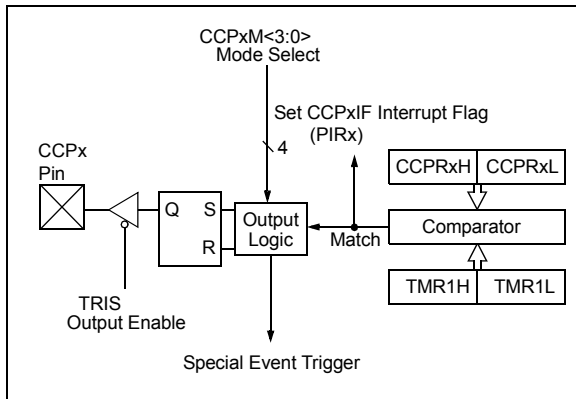 CCPxM<3:0>
Mode Select
Set CCPxIF Interrupt Flag
(PIRx)
4
CCPx
Pin
CCPRxH CCPRxL
Q S
R
Output
Logic
Match
Comparator
TMR1H TMR1L
TRIS
Output Enable
Special Event Trigger